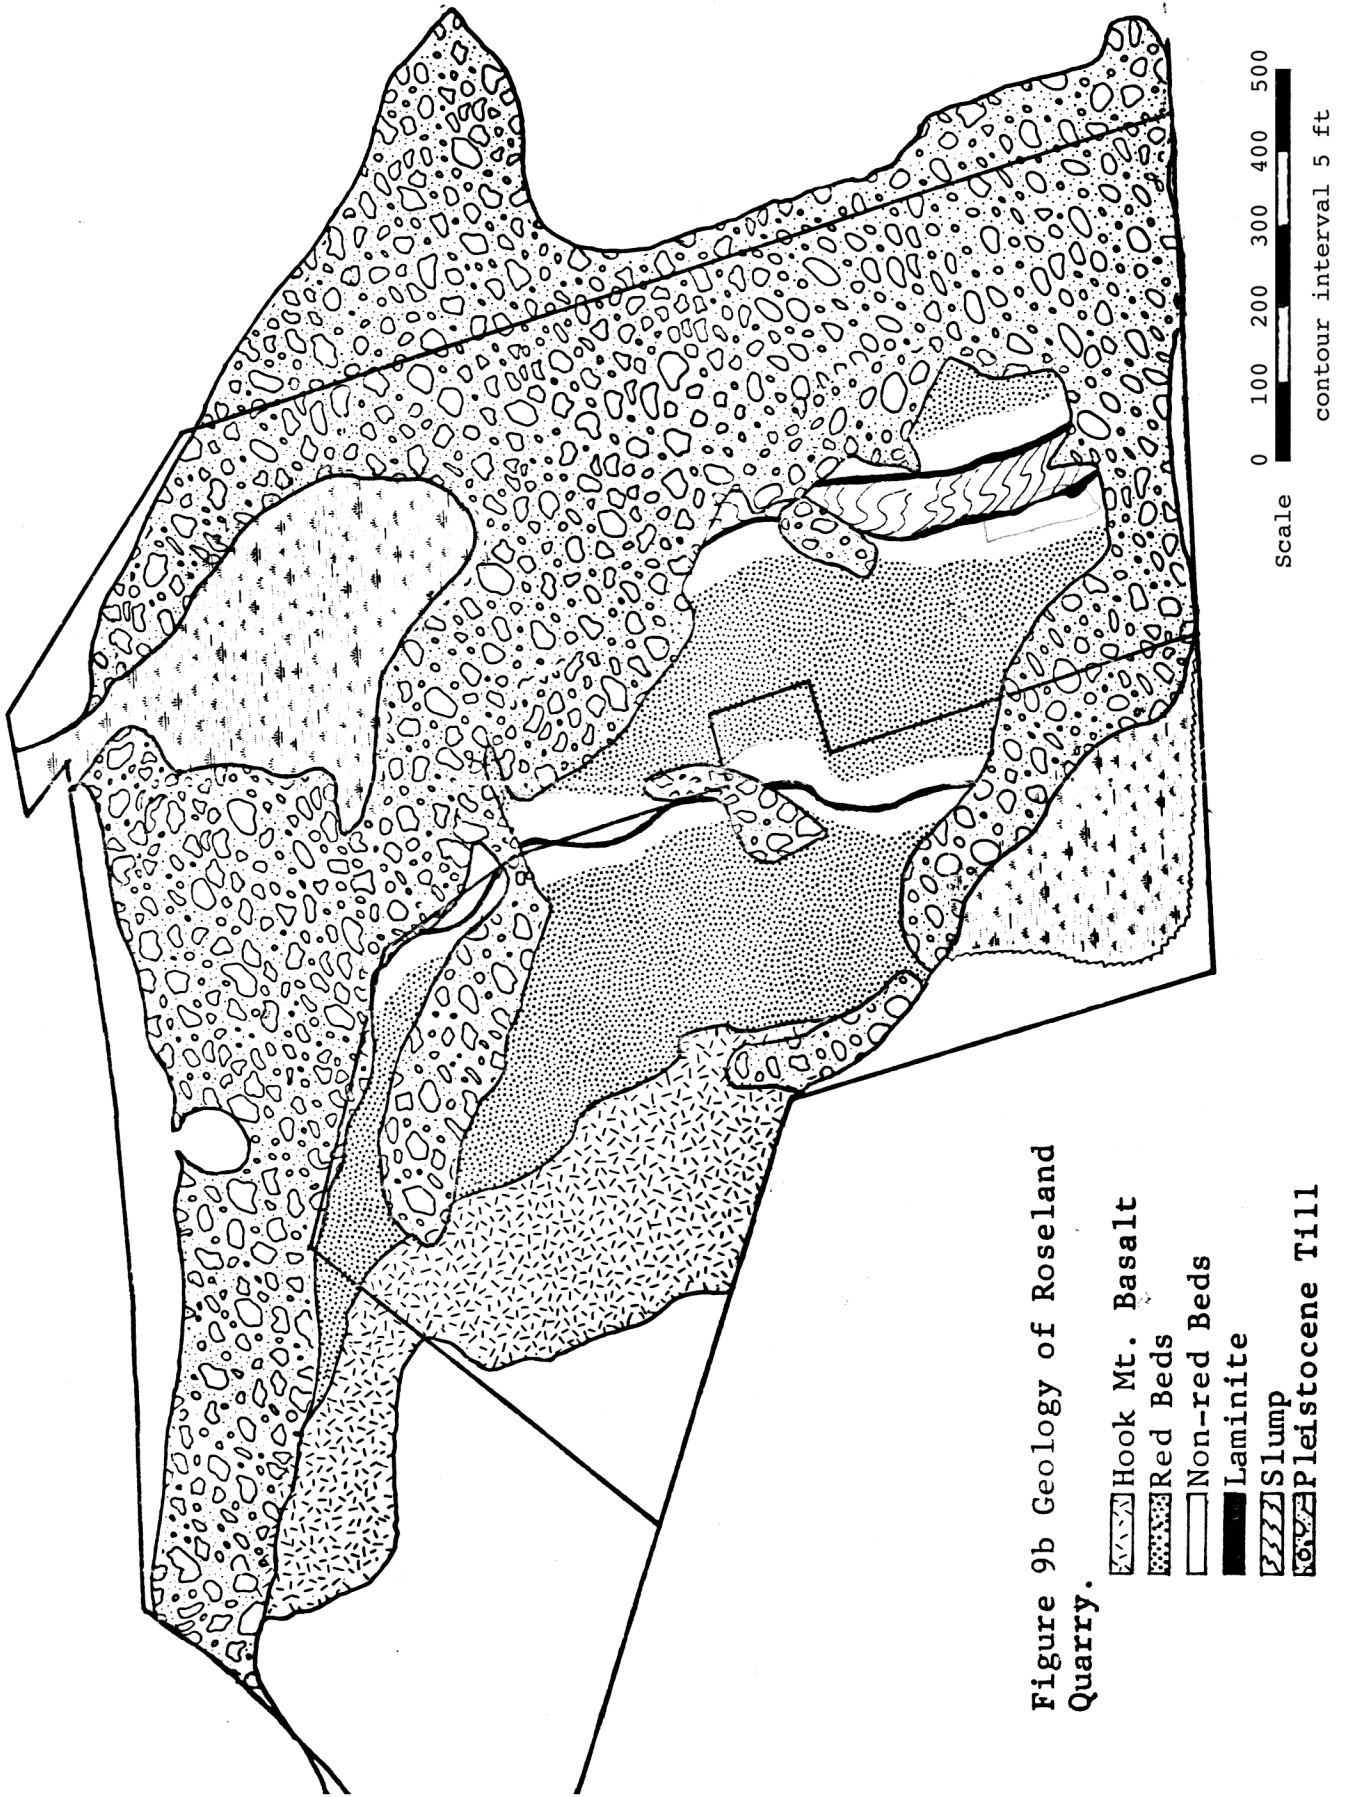 Figure 9b Geology of Roseland
Quarry.
Hook Mt. Basalt
Red Beds
Non-red Beds
Laminite
Slump
Pleistocene Till
Scale
0 100 200 300 400 500
contour interval 5 ft